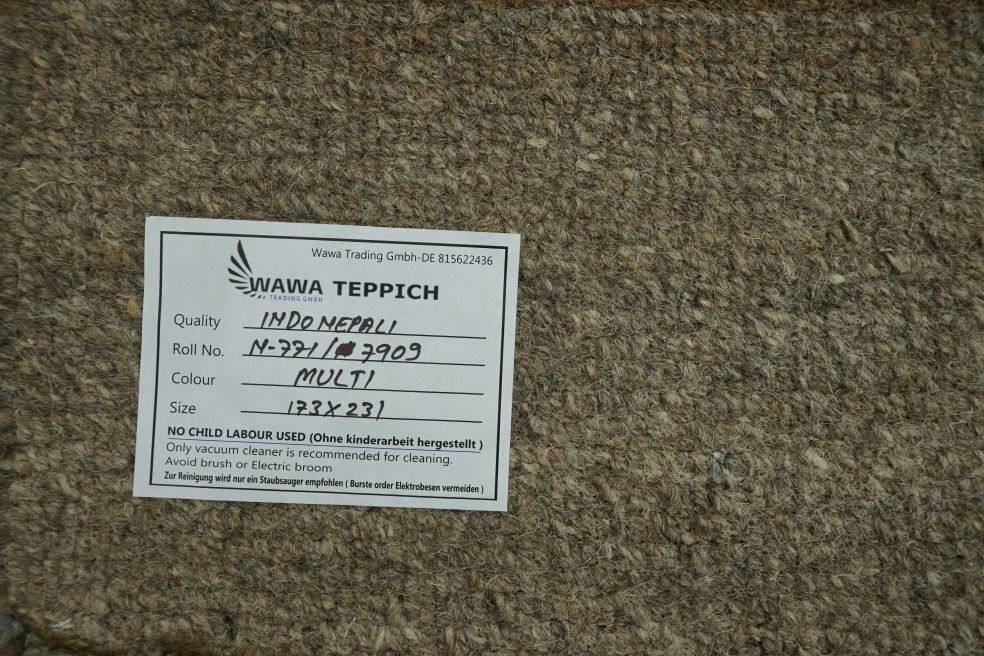 Wawa Trading Gmbh-DE 815622436
WAWA TEPPICH
TRADING GMBH
Quality INDO NEPALI
Roll No. N-771/7909
Colour MULTI
Size 173X231
NO CHILD LABOUR USED (Ohne kinderarbeit hergestellt )
Only vacuum cleaner is recommended for cleaning.
Avoid brush or Electric broom
Zur Reinigung wird nur ein Staubsauger empfohlen ( Burste order Elektrobesen vermeiden )